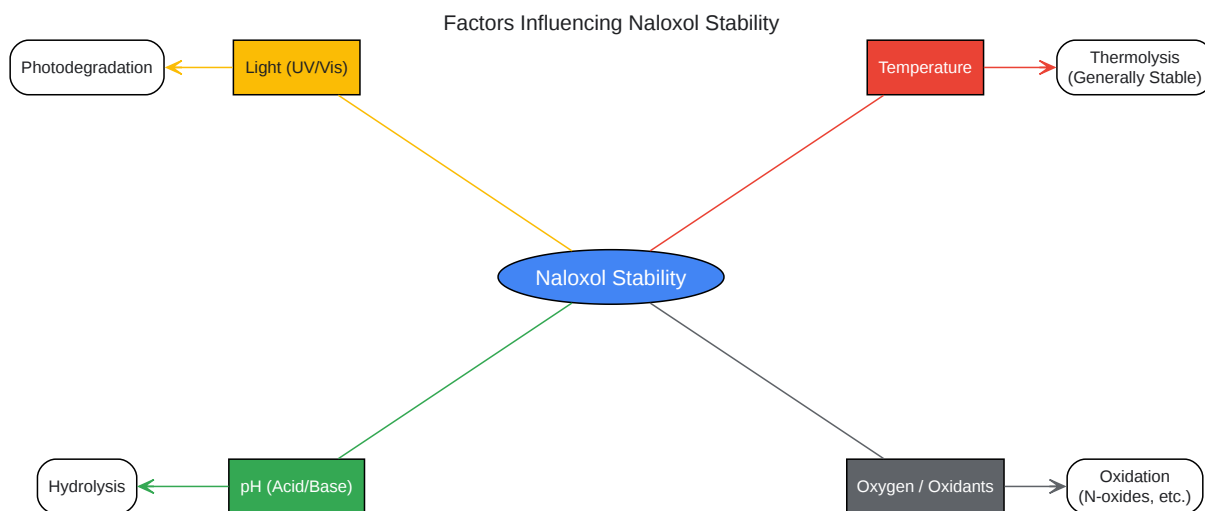 Factors Influencing Naloxol Stability
Photodegradation
Light (UV/Vis)
Temperature
Thermolysis
(Generally Stable)
Naloxol Stability
Hydrolysis
pH (Acid/Base)
Oxygen / Oxidants
Oxidation
(N-oxides, etc.)